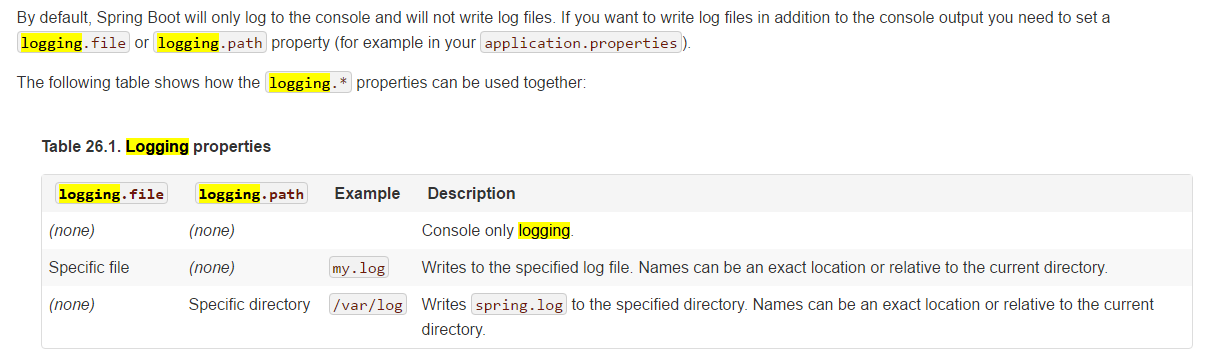 By default, Spring Boot will only log to the console and will not write log files. If you want to write log files in addition to the console output you need to set a
logging.file or logging.path property (for example in your application.properties).
The following table shows how the logging.* properties can be used together:
Table 26.1. Logging properties
logging.file logging.path Example Description
(none) (none) Console only logging.
Specific file (none) my.log Writes to the specified log file. Names can be an exact location or relative to the current directory.
(none) Specific directory /var/log Writes spring.log to the specified directory. Names can be an exact location or relative to the current
directory.